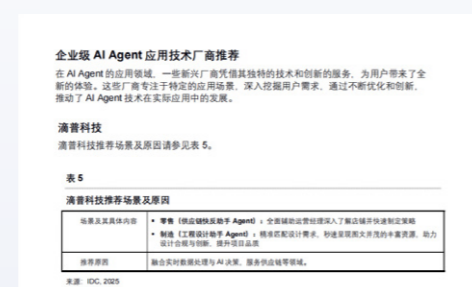 企业级 AI Agent 应用技术厂商推荐
在 AI Agent 的应用领域，一些新兴厂商凭借其独特的技术和创新的服务，为用户带来了全
新的体验。这些厂商专注于特定的应用场景，深入挖掘用户需求，通过不断优化和创新，
推动了 AI Agent 技术在实际应用中的发展。
滴普科技
滴普科技推荐场景及原因请参见表 5。
表 5
滴普科技推荐场景及原因
场景及其具体内容
• 零售（供应链快反助手 Agent）：全面辅助运营经理深入了解店铺并快速制定策略
• 制造（工程设计助手 Agent）：精准匹配设计需求，秒速呈现图文并茂的丰富资源，助力
设计合规与创新，提升项目品质
推荐原因
融合实时数据处理与 AI 决策，服务供应链等领域。
来源：IDC, 2025